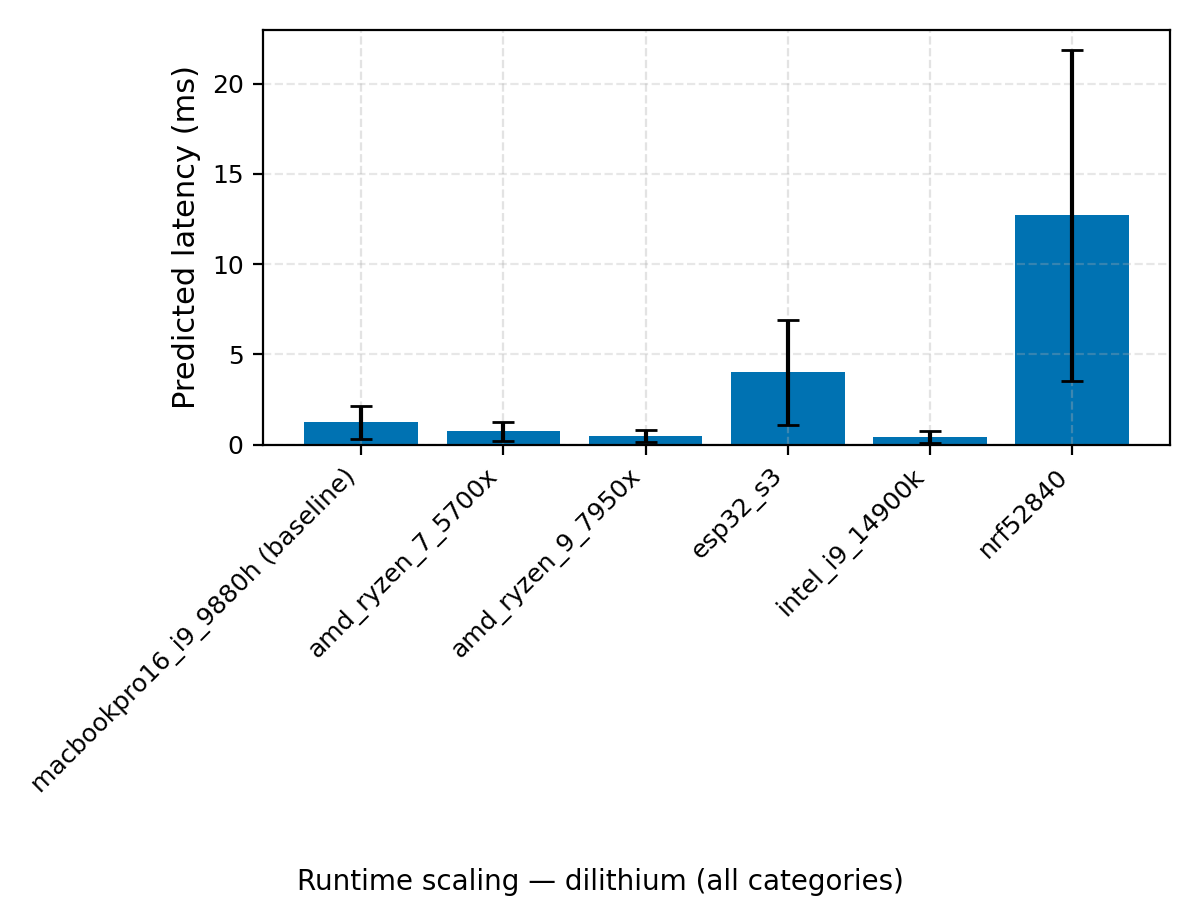 Predicted latency (ms)
20
15
10
5
0
macbookpro16_i9_9880h (baseline)
amd_ryzen_7_5700x
amd_ryzen_9_7950x
esp32_s3
intel_i9_14900k
nrf52840
Runtime scaling — dilithium (all categories)